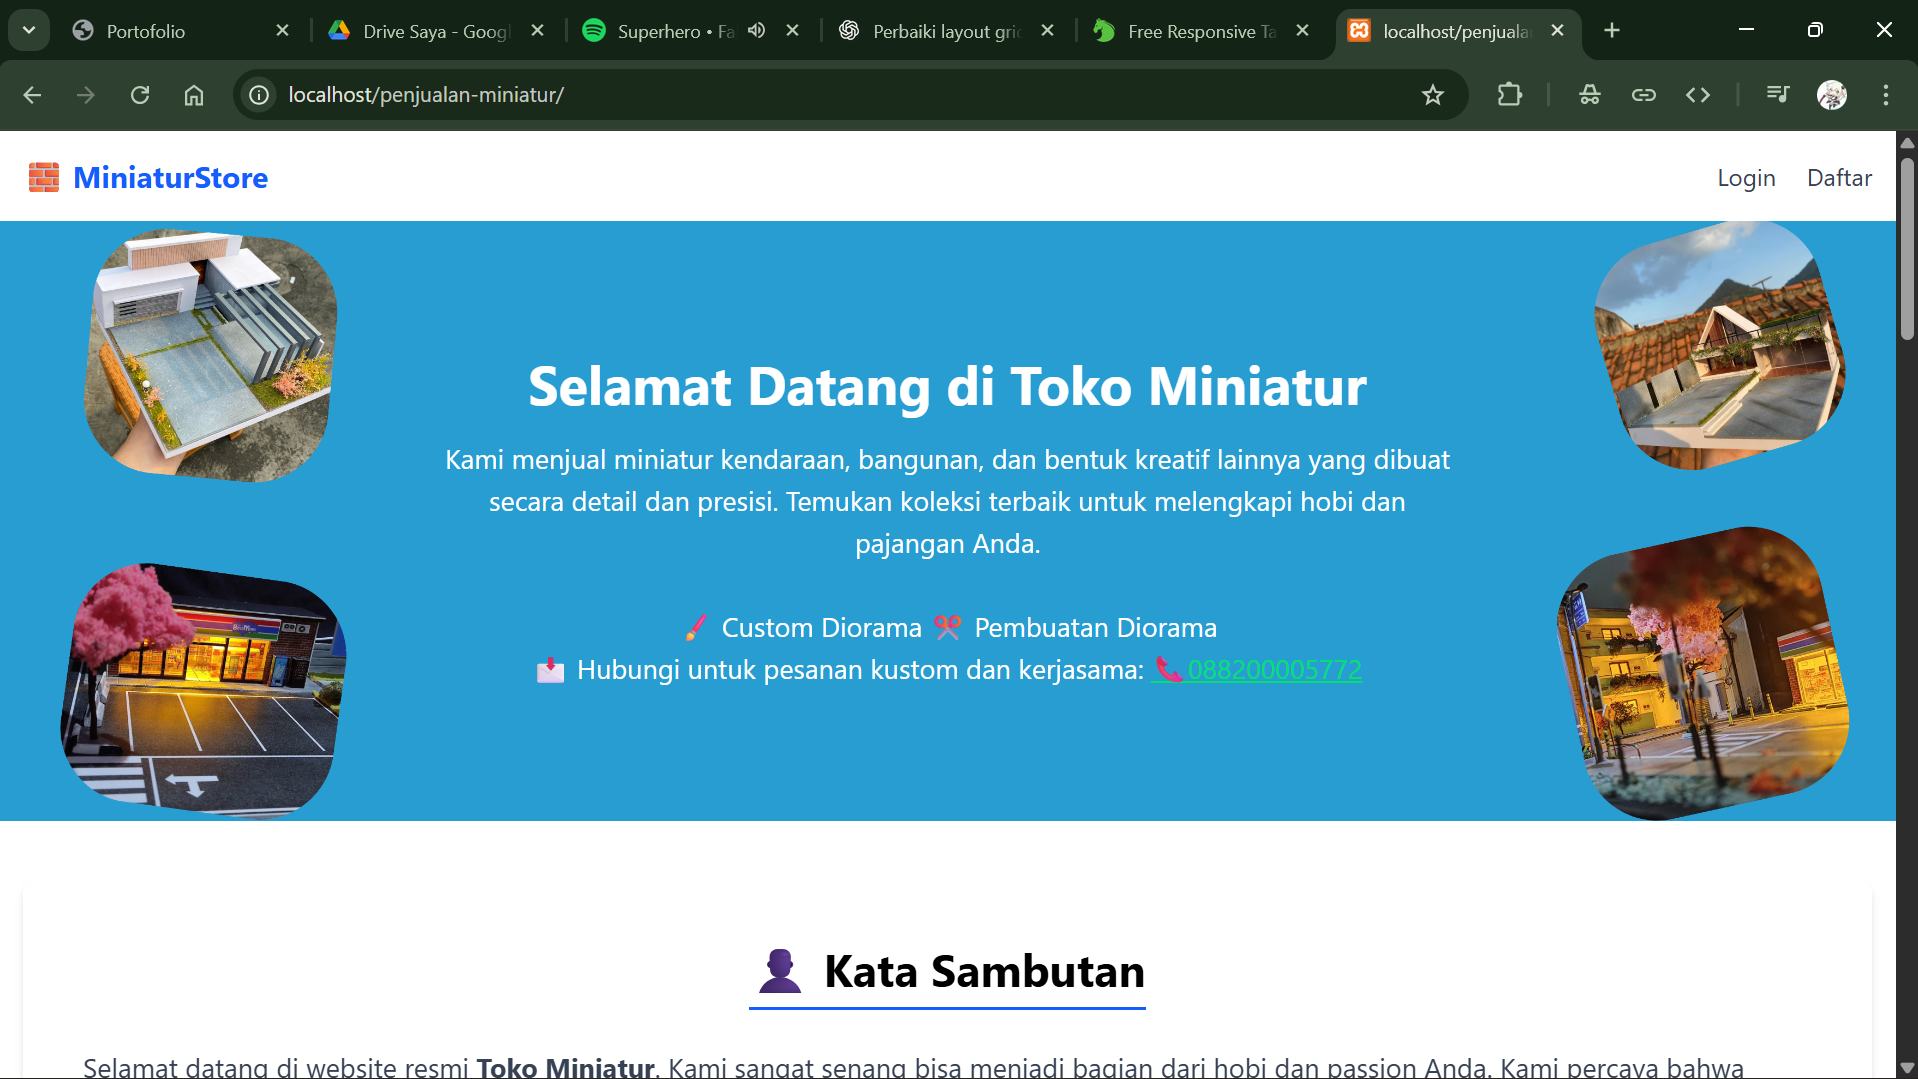 Portofolio
Drive Saya - Googl
Superhero • Fa
Perbaiki layout gri
Free Responsive Ta
localhost/penjuala
localhost/penjualan-miniatur/
MiniaturStore
Login
Daftar
Selamat Datang di Toko Miniatur
Kami menjual miniatur kendaraan, bangunan, dan bentuk kreatif lainnya yang dibuat
secara detail dan presisi. Temukan koleksi terbaik untuk melengkapi hobi dan
pajangan Anda.
Custom Diorama Pembuatan Diorama
Hubungi untuk pesanan kustom dan kerjasama: 088200005772
Kata Sambutan
Selamat datang di website resmi Toko Miniatur. Kami sangat senang bisa menjadi bagian dari hobi dan passion Anda. Kami percaya bahwa